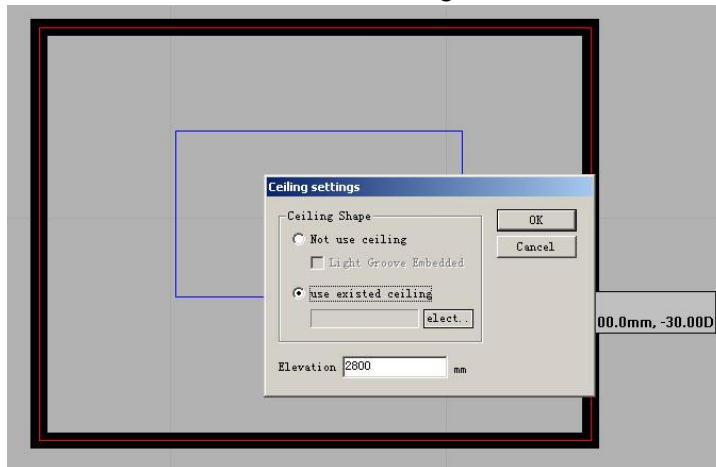 Ceiling settings
Ceiling Shape
Not use ceiling
Light Groove Embedded
use existed ceiling
elect..
Elevation 2800 mm
OK
Cancel
00.0mm, -30.00D